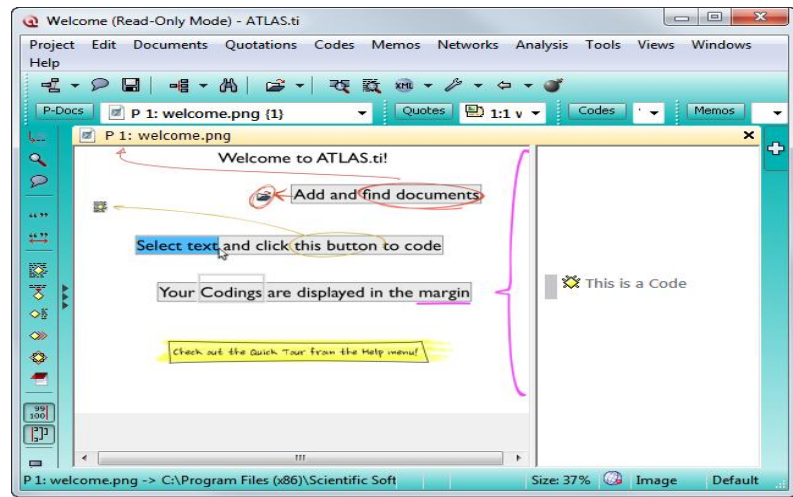 Welcome (Read-Only Mode) - ATLAS.ti
Project Edit Documents Quotations Codes Memos Networks Analysis Tools Views Windows
Help
XML
P-Docs P 1: welcome.png {1} Quotes 1:1 v Codes Memos
P 1: welcome.png
Welcome to ATLAS.ti!
Add and find documents
Select text and click this button to code
This is a Code
Your Codings are displayed in the margin
Check out the Quick Tour from the Help menu!
99
100
P 1: welcome.png -> C:\Program Files (x86)\Scientific Soft Size: 37% Image Default